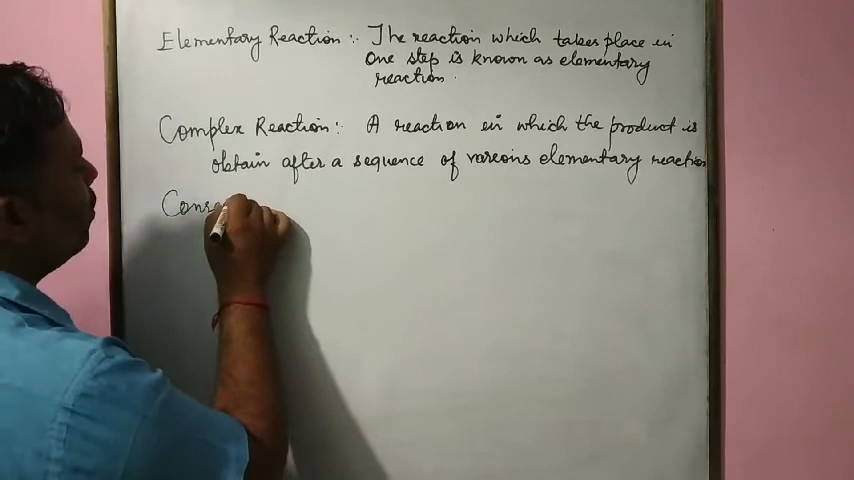 Elementary Reaction :- The reaction which takes place in
one step is known as elementary
reaction.
Complex Reaction :- A reaction in which the product is
obtain after a sequence of vareions elementary reaction